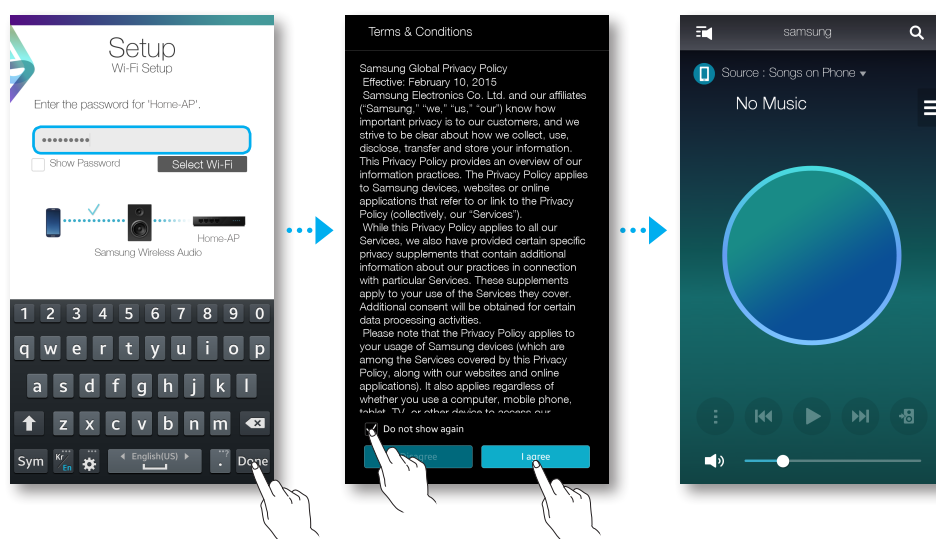 Setup
Wi-Fi Setup
Enter the password for 'Home-AP'.
•••••••••
Show Password
Select Wi-Fi
Home-AP
Samsung Wireless Audio
1 2 3 4 5 6 7 8 9 0
q w e r t y u i o p
a s d f g h j k l
z x c v b n m
Sym Kr En English(US) .,? Done
Terms & Conditions
Samsung Global Privacy Policy
Effective: February 10, 2015
Samsung Electronics Co. Ltd. and our affiliates
(“Samsung,” “we,” “us,” “our”) know how
important privacy is to our customers, and we
strive to be clear about how we collect, use,
disclose, transfer and store your information.
This Privacy Policy provides an overview of our
information practices. The Privacy Policy applies
to Samsung devices, websites or online
applications that refer to or link to the Privacy
Policy (collectively, our “Services”).
While this Privacy Policy applies to all our
Services, we also have provided certain specific
privacy supplements that contain additional
information about our practices in connection
with particular Services. These supplements
apply to your use of the Services they cover.
Additional consent will be obtained for certain
data processing activities.
Please note that the Privacy Policy applies to
your usage of Samsung devices (which are
among the Services covered by this Privacy
Policy, along with our websites and online
applications). It also applies regardless of
whether you use a computer, mobile phone,
tablet, TV, or other device to access our
Do not show again
Disagree
I agree
samsung
Source : Songs on Phone
No Music